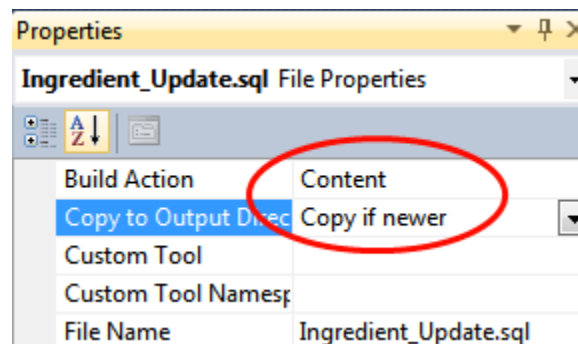 Properties
Ingredient_Update.sql File Properties
A
Z
Build Action Content
Copy to Output Direc Copy if newer
Custom Tool
Custom Tool Namesp
File Name Ingredient_Update.sql